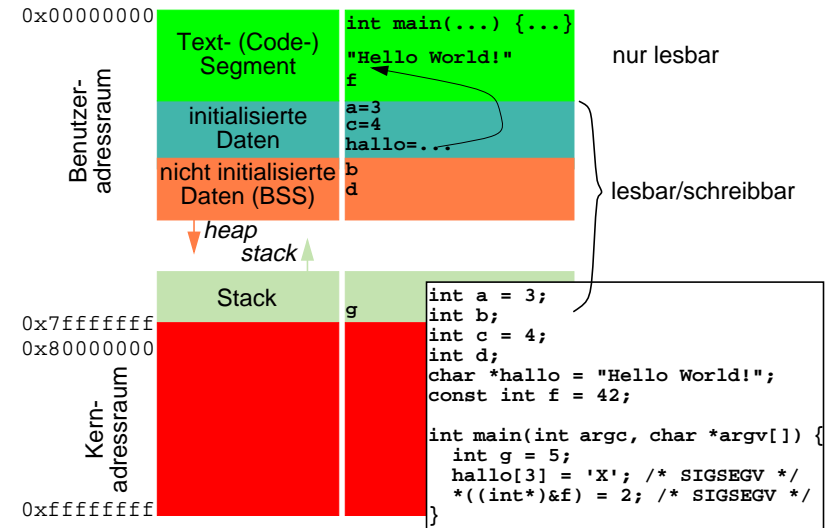 0x00000000
Benutzer-
adressraum
Text- (Code-)
Segment
int main(...) {...}
"Hello World!"
f
nur lesbar
initialisierte
Daten
a=3
c=4
hallo=...
nicht initialisierte
Daten (BSS)
b
d
lesbar/schreibbar
heap
stack
Stack
g
0x7fffffff
0x80000000
Kern-
adressraum
0xffffffff
int a = 3;
int b;
int c = 4;
int d;
char *hallo = "Hello World!";
const int f = 42;
int main(int argc, char *argv[]) {
int g = 5;
hallo[3] = 'X'; /* SIGSEGV */
*((int*)&f) = 2; /* SIGSEGV */
}